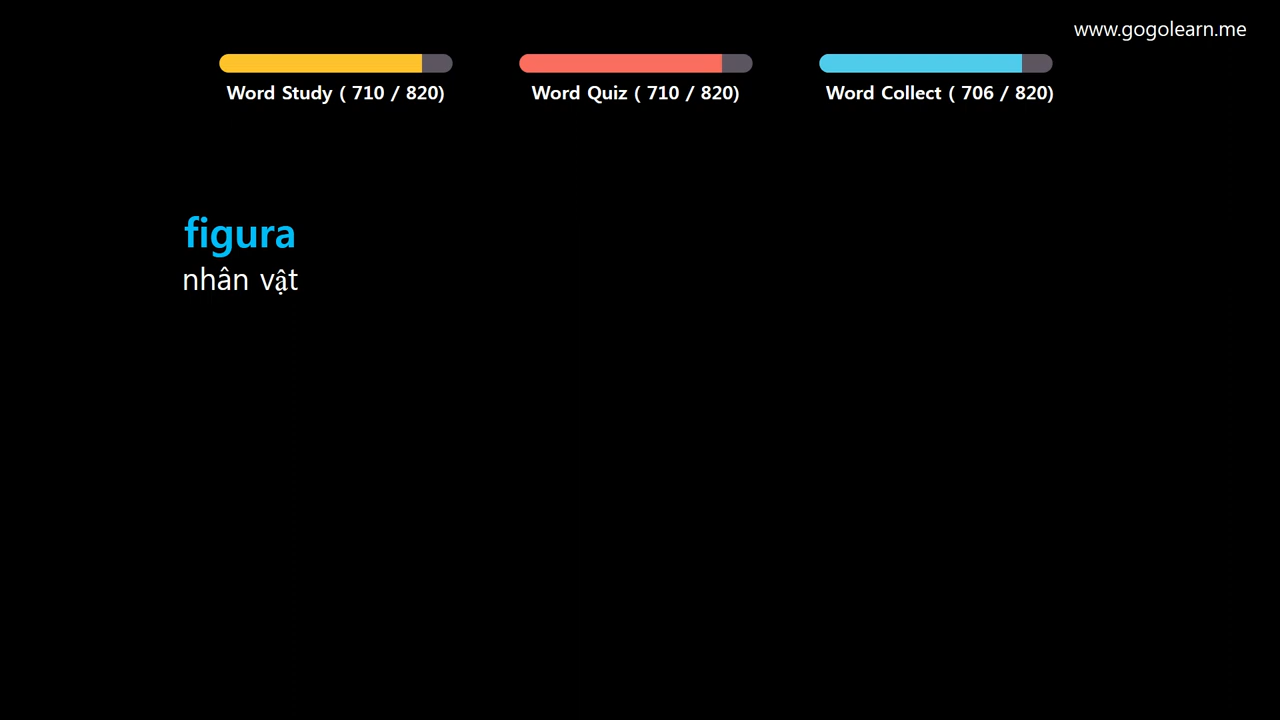 www.gogolearn.me
Word Study ( 710 / 820)
Word Quiz ( 710 / 820)
Word Collect ( 706 / 820)
figura
nhân vật